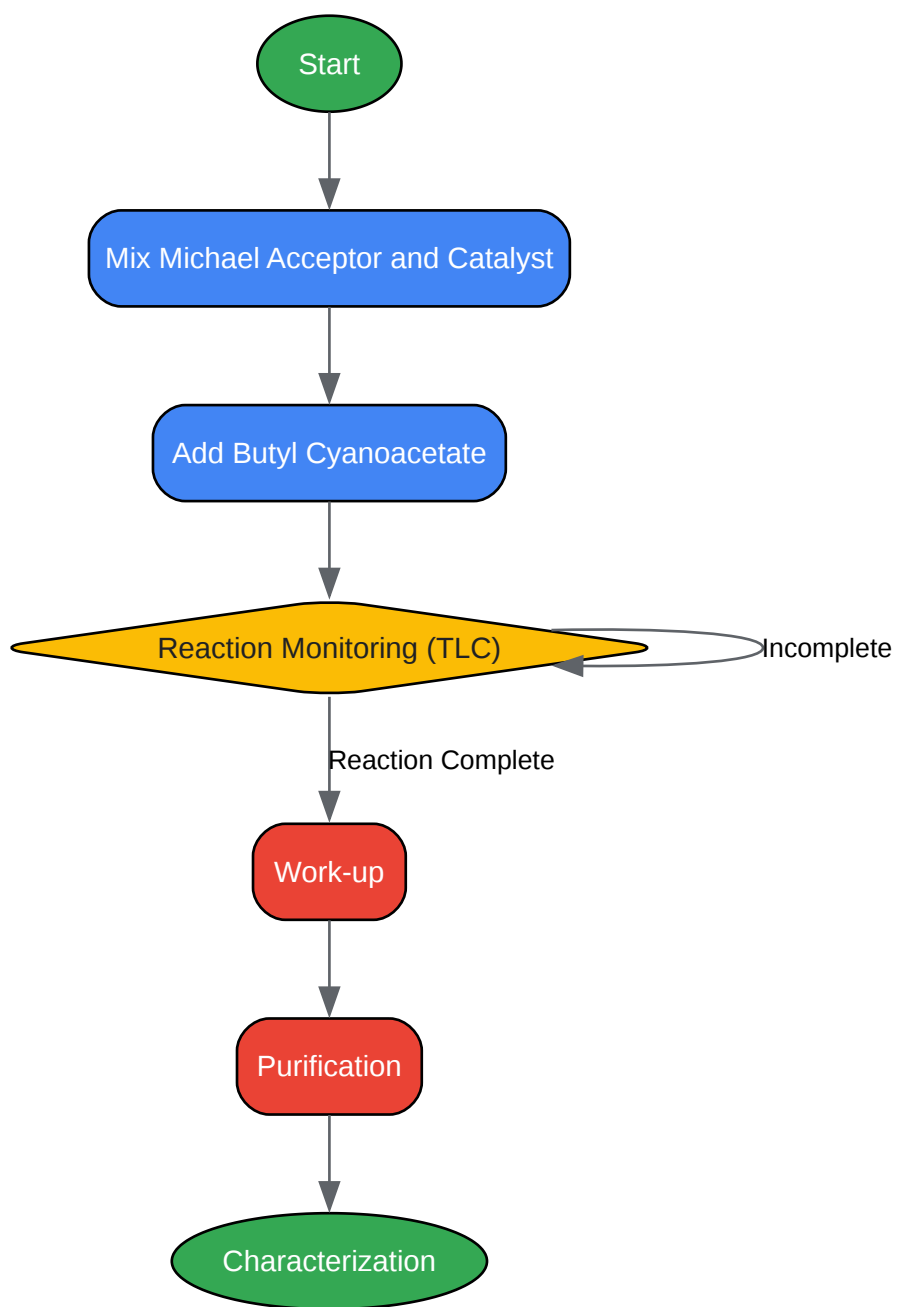 Start
Mix Michael Acceptor and Catalyst
Add Butyl Cyanoacetate
Reaction Monitoring (TLC)
Incomplete
Reaction Complete
Work-up
Purification
Characterization